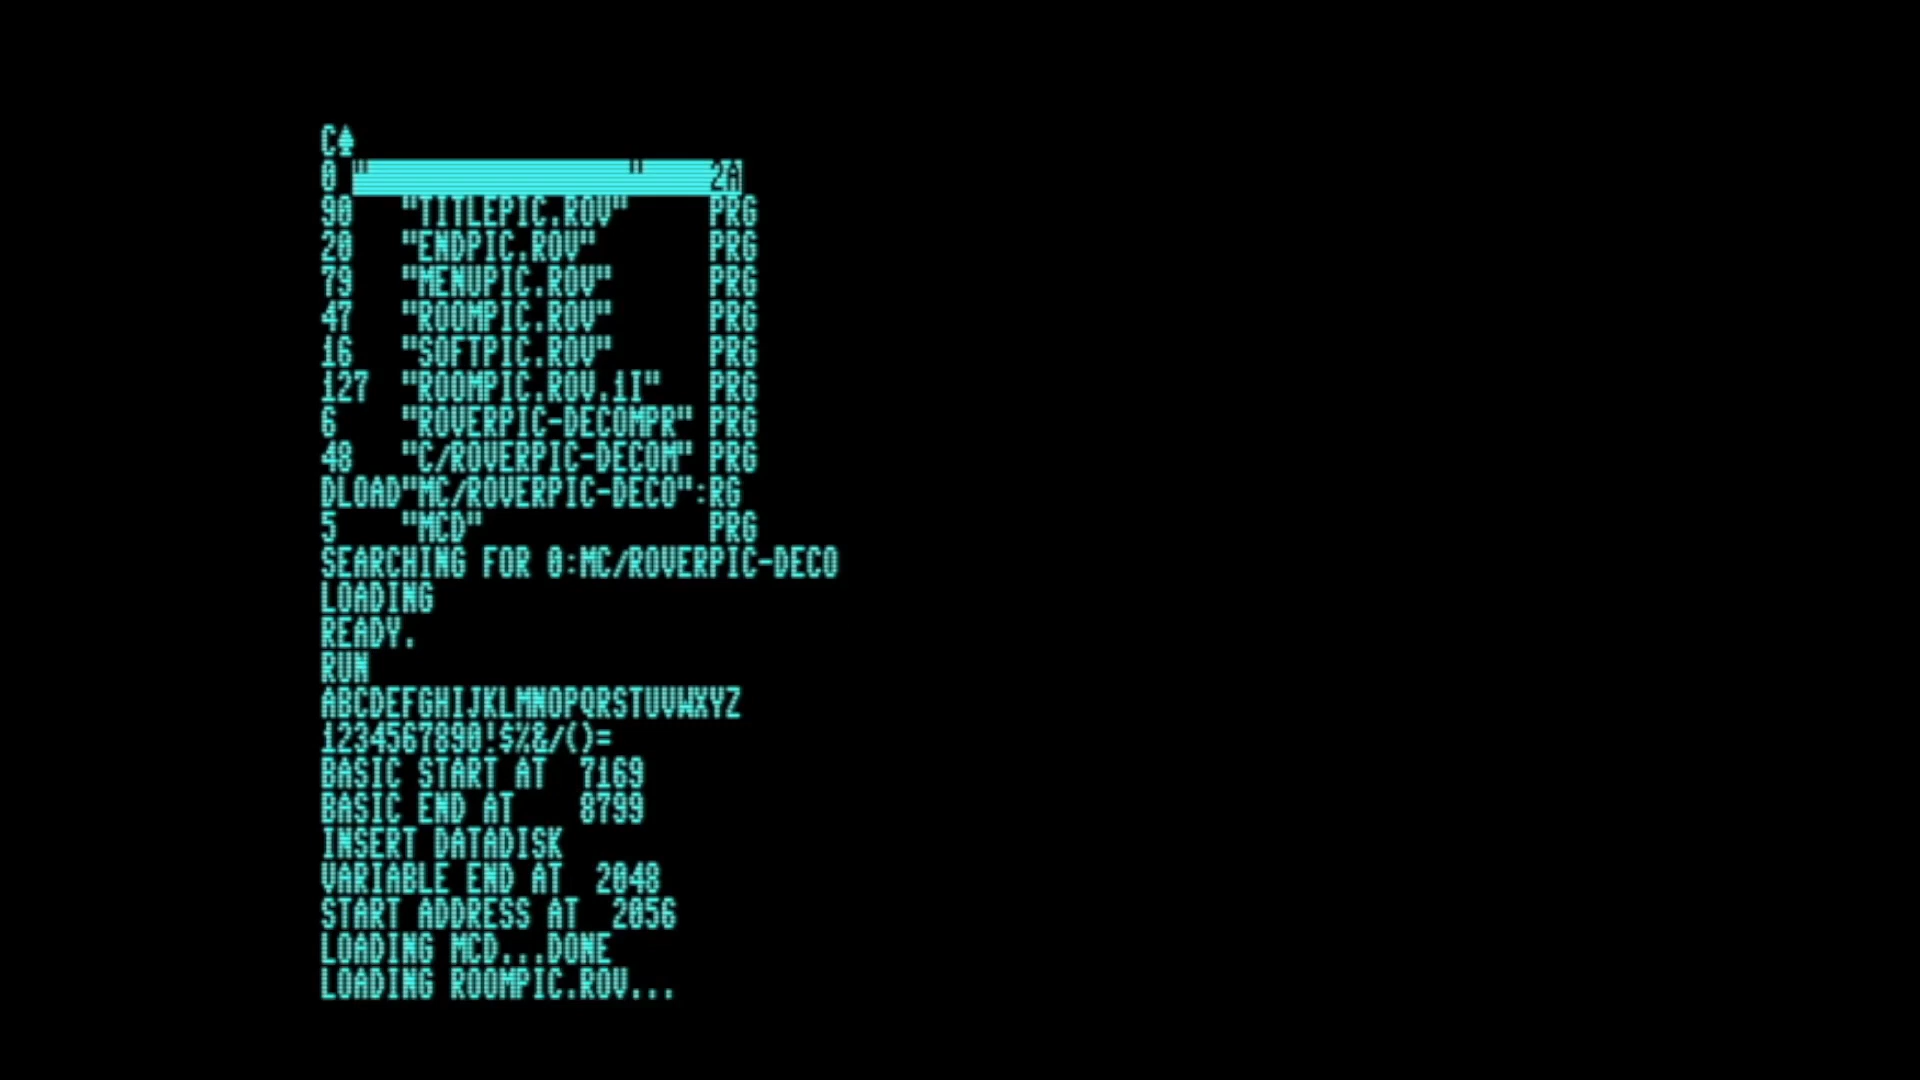 C♠
0 "                " 2A
90   "TITLEPIC.ROV"     PRG
20   "ENDPIC.ROV"       PRG
79   "MENUPIC.ROV"      PRG
47   "ROOMPIC.ROV"      PRG
16   "SOFTPIC.ROV"      PRG
127  "ROOMPIC.ROV.1I"   PRG
6    "ROVERPIC-DECOMPR" PRG
48   "C/ROVERPIC-DECOM" PRG
DLOAD"MC/ROVERPIC-DECO":RG
5    "MCD"              PRG
SEARCHING FOR 0:MC/ROVERPIC-DECO
LOADING
READY.
RUN
ABCDEFGHIJKLMNOPQRSTUVWXYZ
1234567890!$%&/()=
BASIC START AT  7169
BASIC END AT    8799
INSERT DATADISK
VARIABLE END AT  2048
START ADDRESS AT  2056
LOADING MCD...DONE
LOADING ROOMPIC.ROV...